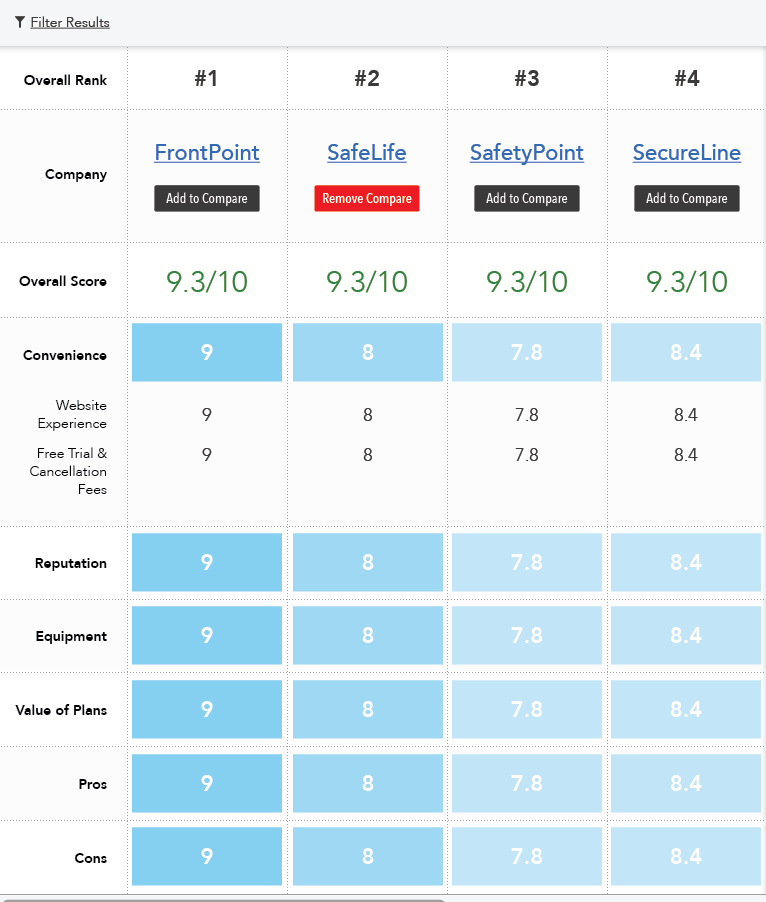 Filter Results
Overall Rank #1 #2 #3 #4
Company FrontPoint SafeLife SafetyPoint SecureLine
Add to Compare Remove Compare Add to Compare Add to Compare
Overall Score 9.3/10 9.3/10 9.3/10 9.3/10
Convenience 9 8 7.8 8.4
Website
Experience 9 8 7.8 8.4
Free Trial & 9 8 7.8 8.4
Cancellation
Fees
Reputation 9 8 7.8 8.4
Equipment 9 8 7.8 8.4
Value of Plans 9 8 7.8 8.4
Pros 9 8 7.8 8.4
Cons 9 8 7.8 8.4